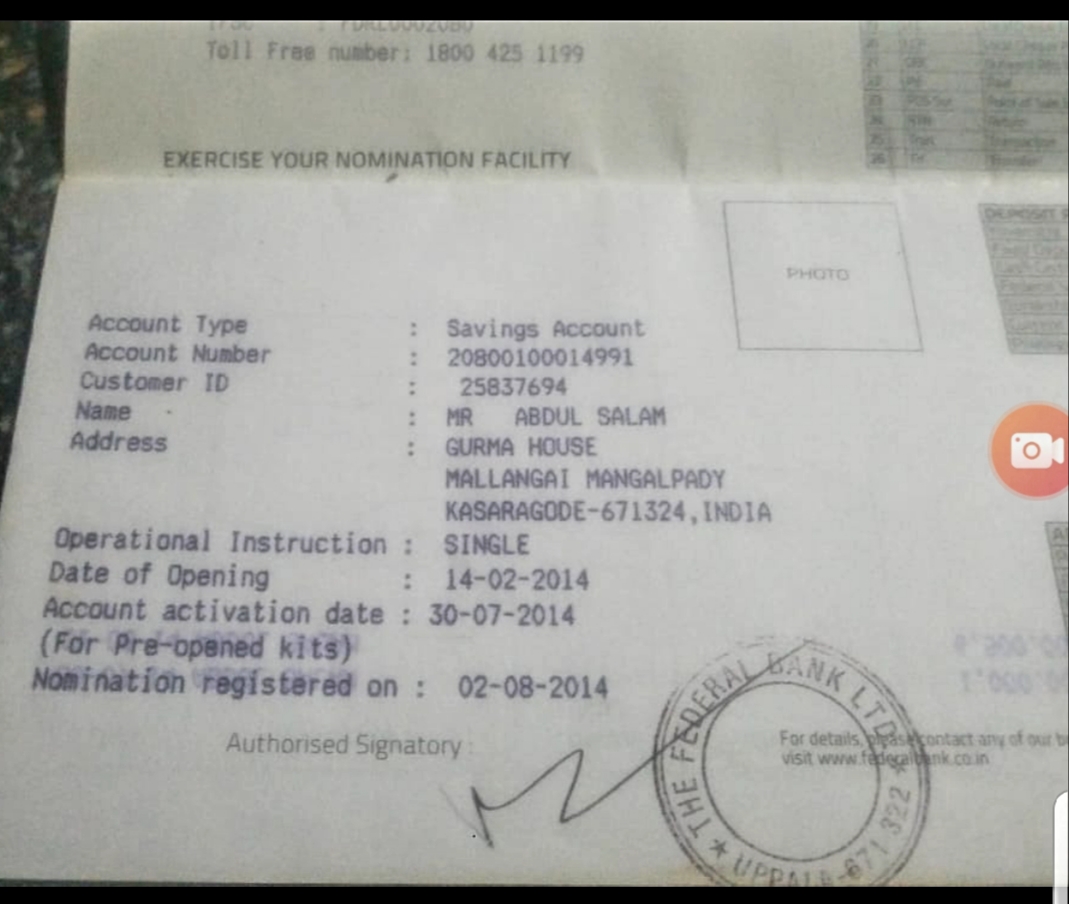 Toll Free number: 1800 425 1199
EXERCISE YOUR NOMINATION FACILITY
PHOTO
Account Type : Savings Account
Account Number : 20800100014991
Customer ID : 25837694
Name : MR ABDUL SALAM
Address : GURMA HOUSE
MALLANGAI MANGALPADY
KASARAGODE-671324, INDIA
Operational Instruction : SINGLE
Date of Opening : 14-02-2014
Account activation date : 30-07-2014
(For Pre-opened kits)
Nomination registered on : 02-08-2014
Authorised Signatory :
THE FEDERAL BANK LTD
UPPALA-671 322
For details, please contact any of our
visit www.federalbank.co.in
DEPOSIT